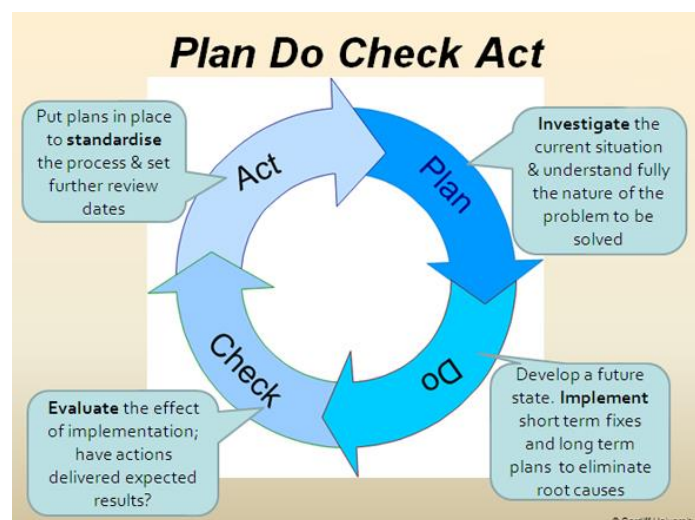 Plan Do Check Act
Put plans in place
to standardise
the process & set
further review
dates
Act
Plan
Investigate the
current situation
& understand fully
the nature of the
problem to be
solved
Check
Do
Evaluate the effect
of implementation;
have actions
delivered expected
results?
Develop a future
state. Implement
short term fixes
and long term
plans to eliminate
root causes